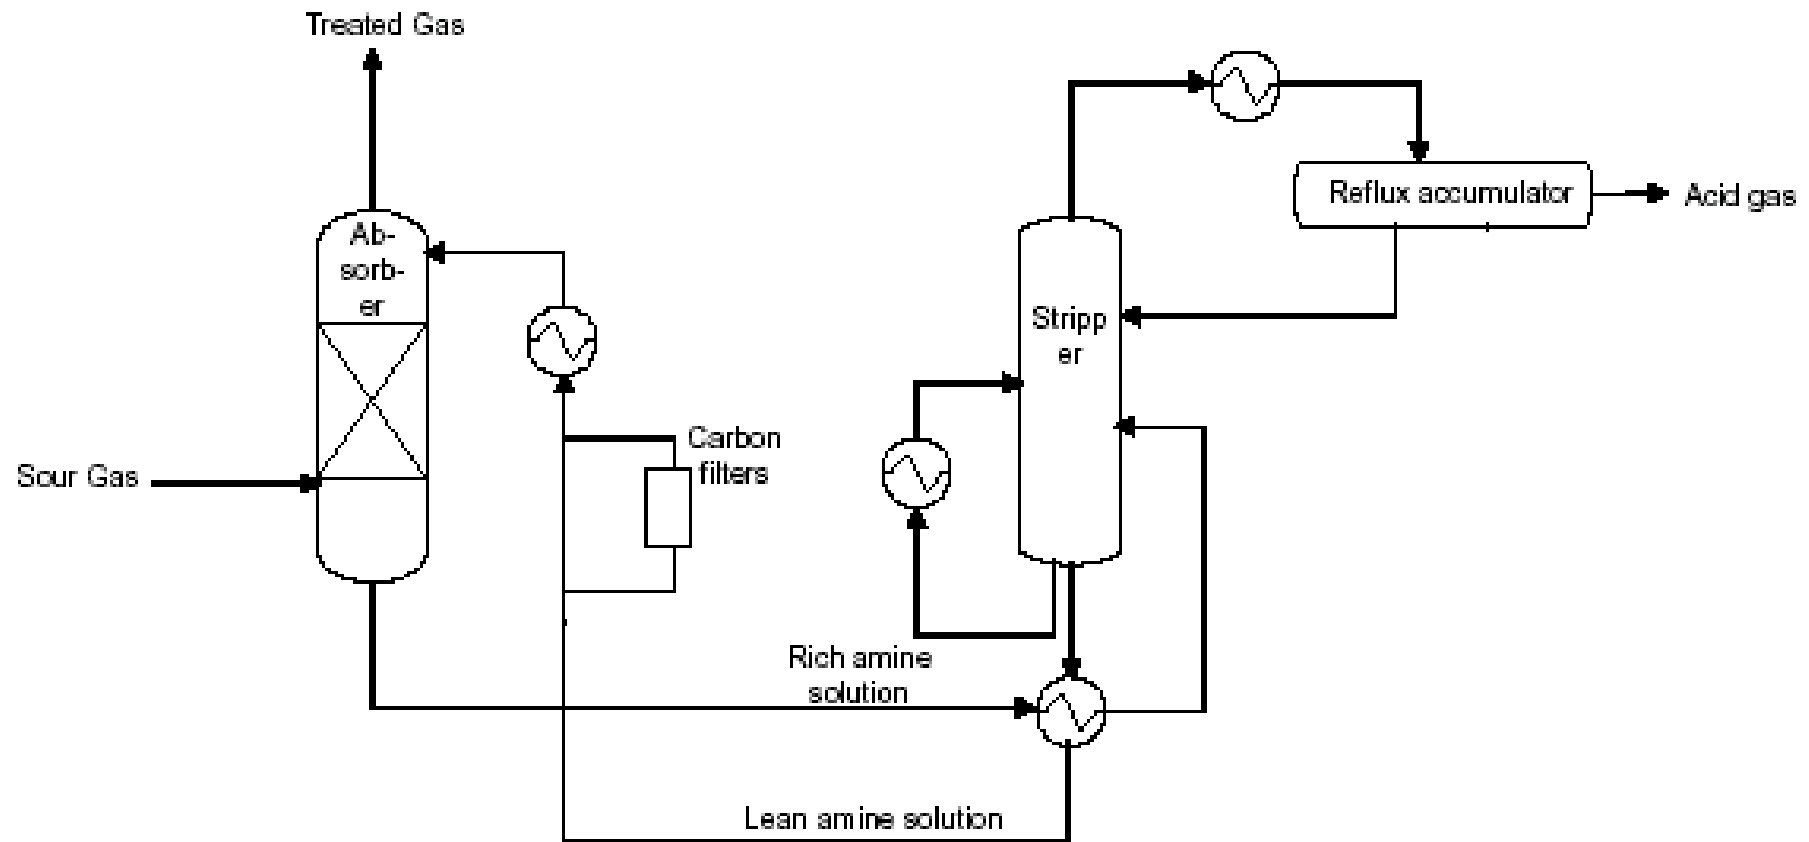 Treated Gas
Ab-
sorb-
er
Reflux accumulator
Acid gas
Stripp
er
Carbon
filters
Sour Gas
Rich amine
solution
Lean amine solution